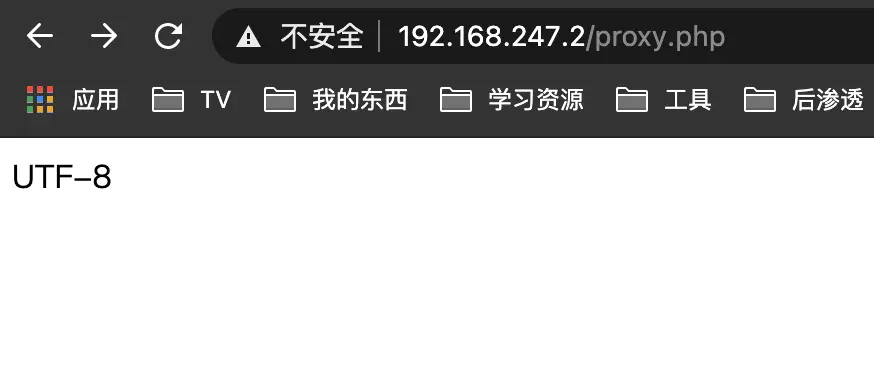 不安全 192.168.247.2/proxy.php
应用 TV 我的东西 学习资源 工具 后渗透
UTF-8